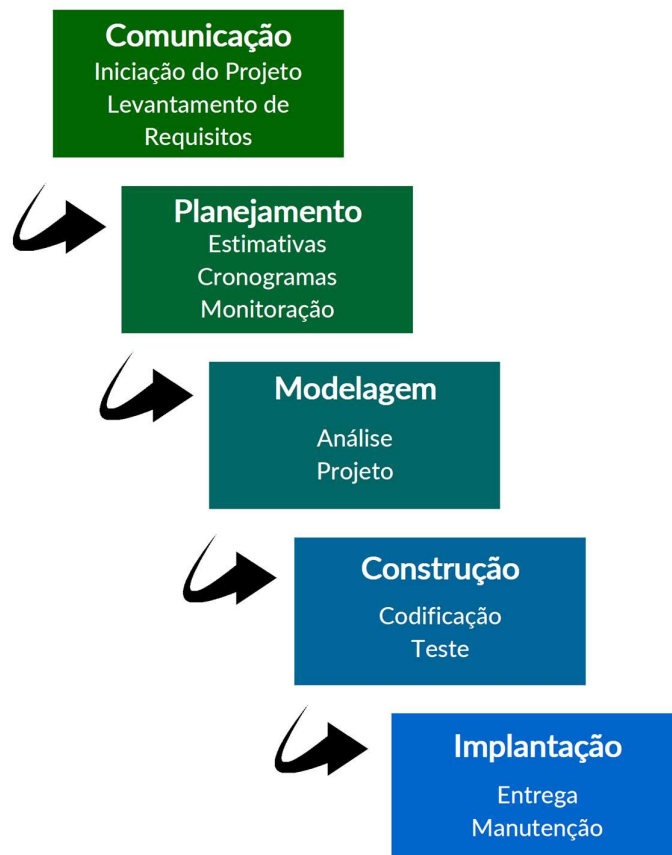 Comunicação
Iniciação do Projeto
Levantamento de
Requisitos
Planejamento
Estimativas
Cronogramas
Monitoração
Modelagem
Análise
Projeto
Construção
Codificação
Teste
Implantação
Entrega
Manutenção